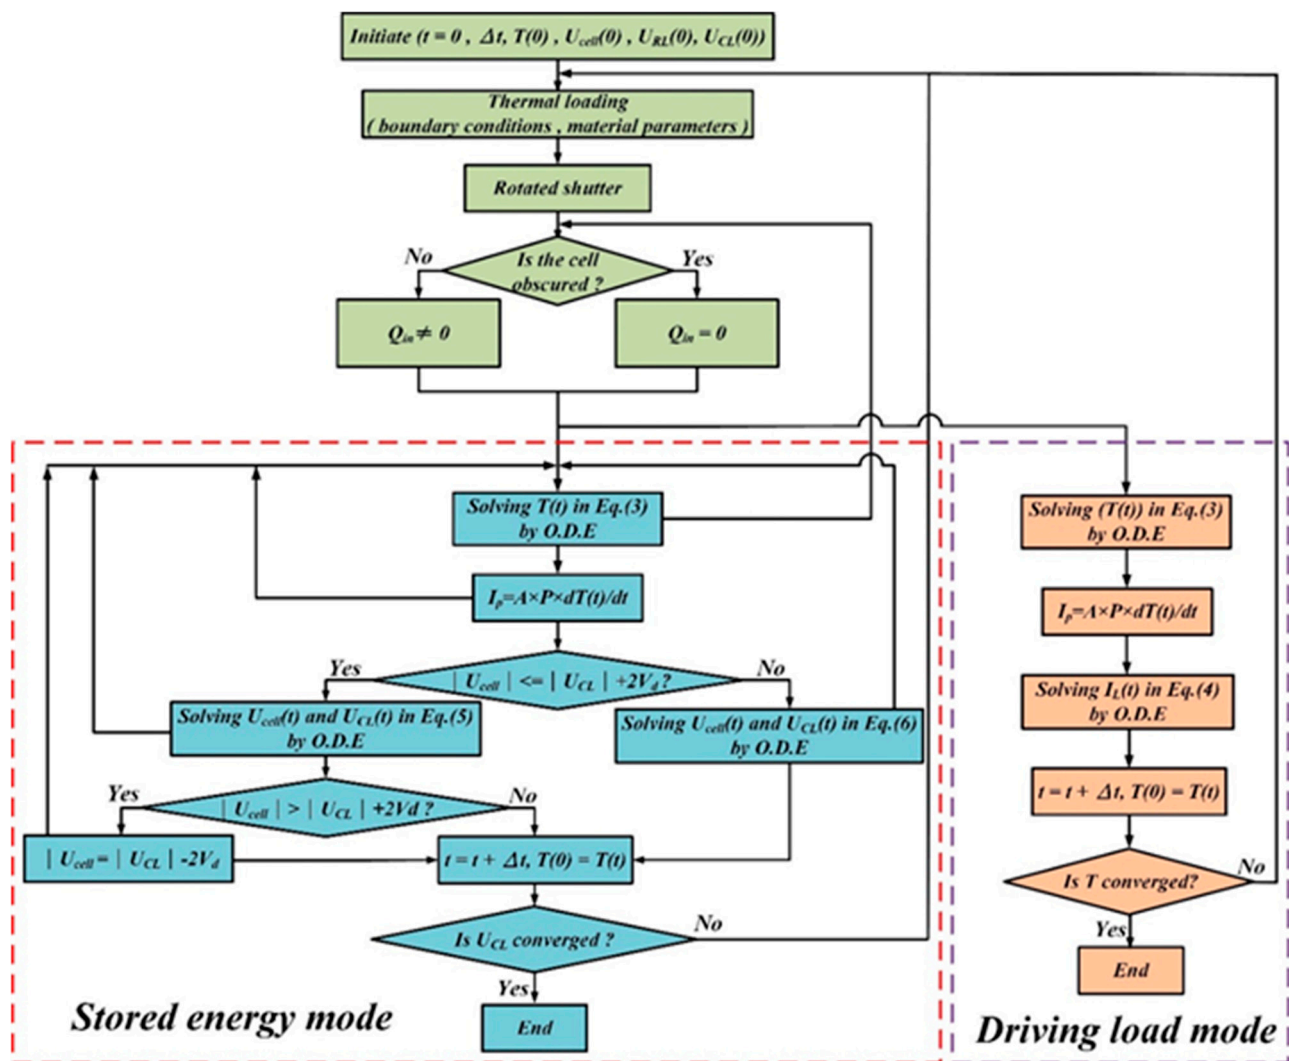 Initiate (t = 0 , Δt, T(0) , Ucell(0) , URL(0), UCL(0))
Thermal loading
( boundary conditions , material parameters )
Rotated shutter
No
Is the cell
obscured ?
Yes
Qin ≠ 0
Qin = 0
Solving T(t) in Eq.(3)
by O.D.E
Ip=A×P×dT(t)/dt
Yes
| Ucell | <= | UCL | +2Vd ?
No
Solving Ucell(t) and UCL(t) in Eq.(5)
by O.D.E
Solving Ucell(t) and UCL(t) in Eq.(6)
by O.D.E
Yes
| Ucell | > | UCL | +2Vd ?
No
| Ucell = | UCL | -2Vd
t = t + Δt, T(0) = T(t)
Is UCL converged ?
No
Yes
End
Stored energy mode
Solving (T(t)) in Eq.(3)
by O.D.E
Ip=A×P×dT(t)/dt
Solving IL(t) in Eq.(4)
by O.D.E
t = t + Δt, T(0) = T(t)
Is T converged?
No
Yes
End
Driving load mode